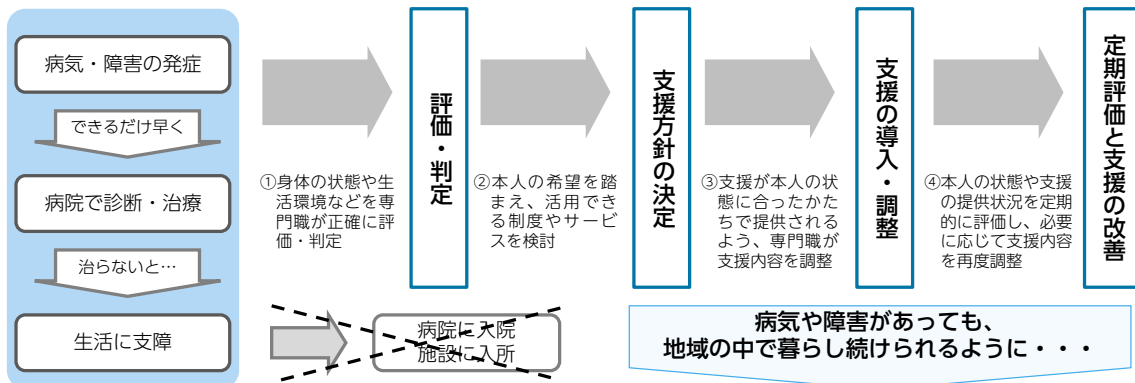 病気・障害の発症
できるだけ早く
病院で診断・治療
治らないと…
生活に支障
①身体の状態や生
活環境などを専
門職が正確に評
価・判定
評価・判定
②本人の希望を踏
まえ、活用でき
る制度やサービ
スを検討
支援方針の決定
③支援が本人の状
態に合ったかた
ちで提供される
よう、専門職が
支援内容を調整
支援の導入・調整
④本人の状態や支援
の提供状況を定期
的に評価し、必要
に応じて支援内容
を再度調整
定期評価と支援の改善
病院に入院
施設に入所
病気や障害があっても、
地域の中で暮らし続けられるように・・・